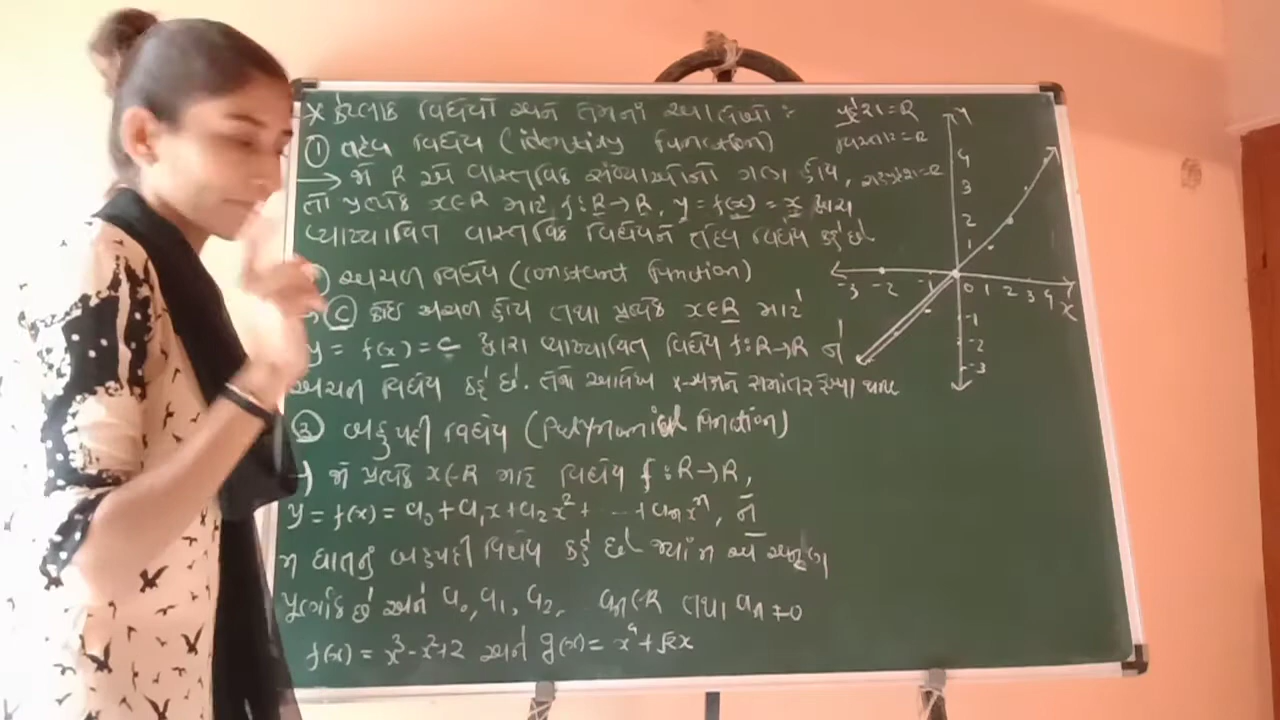 * કેટલાક વિધેયો અને તેમનાં આલેખો :
① તદેવ વિધેય (identity Function)
→ જો R એ વાસ્તવિક સંખ્યાઓનો ગણ હોય,
તો પ્રત્યેક x∈R માટે f:R→R, y = f(x) = x દ્વારા
વ્યાખ્યાયિત વાસ્તવિક વિધેયને તદેવ વિધેય કહે છે
અચળ વિધેય (constant Function)
→ C કોઈ અચળ હોય તથા પ્રત્યેક x∈R માટે
y = f(x) = c દ્વારા વ્યાખ્યાયિત વિધેય f:R→R ને
અચળ વિધેય કહે છે. તેનો આલેખ x-અક્ષને સમાંતર રેખા થાય
③ બહુપદી વિધેય (Polynomial Function)
→ જો પ્રત્યેક x∈R માટે વિધેય f:R→R,
y = f(x) = a₀ + a₁x + a₂x² + ... + aₙxⁿ, ને
n ઘાતનું બહુપદી વિધેય કહે છે જ્યાં n એ અનૃણ
પૂર્ણાંક છે અને a₀, a₁, a₂, aₙ∈R તથા aₙ ≠ 0
f(x) = x³ - x² + 2 અને g(x) = x⁴ + √2x
પ્રદેશ = R
વિસ્તાર = R
સહપ્રદેશ = R
Y
4
3
2
1
-3 -2 -1 0 1 2 3 4 X
-1
-2
-3